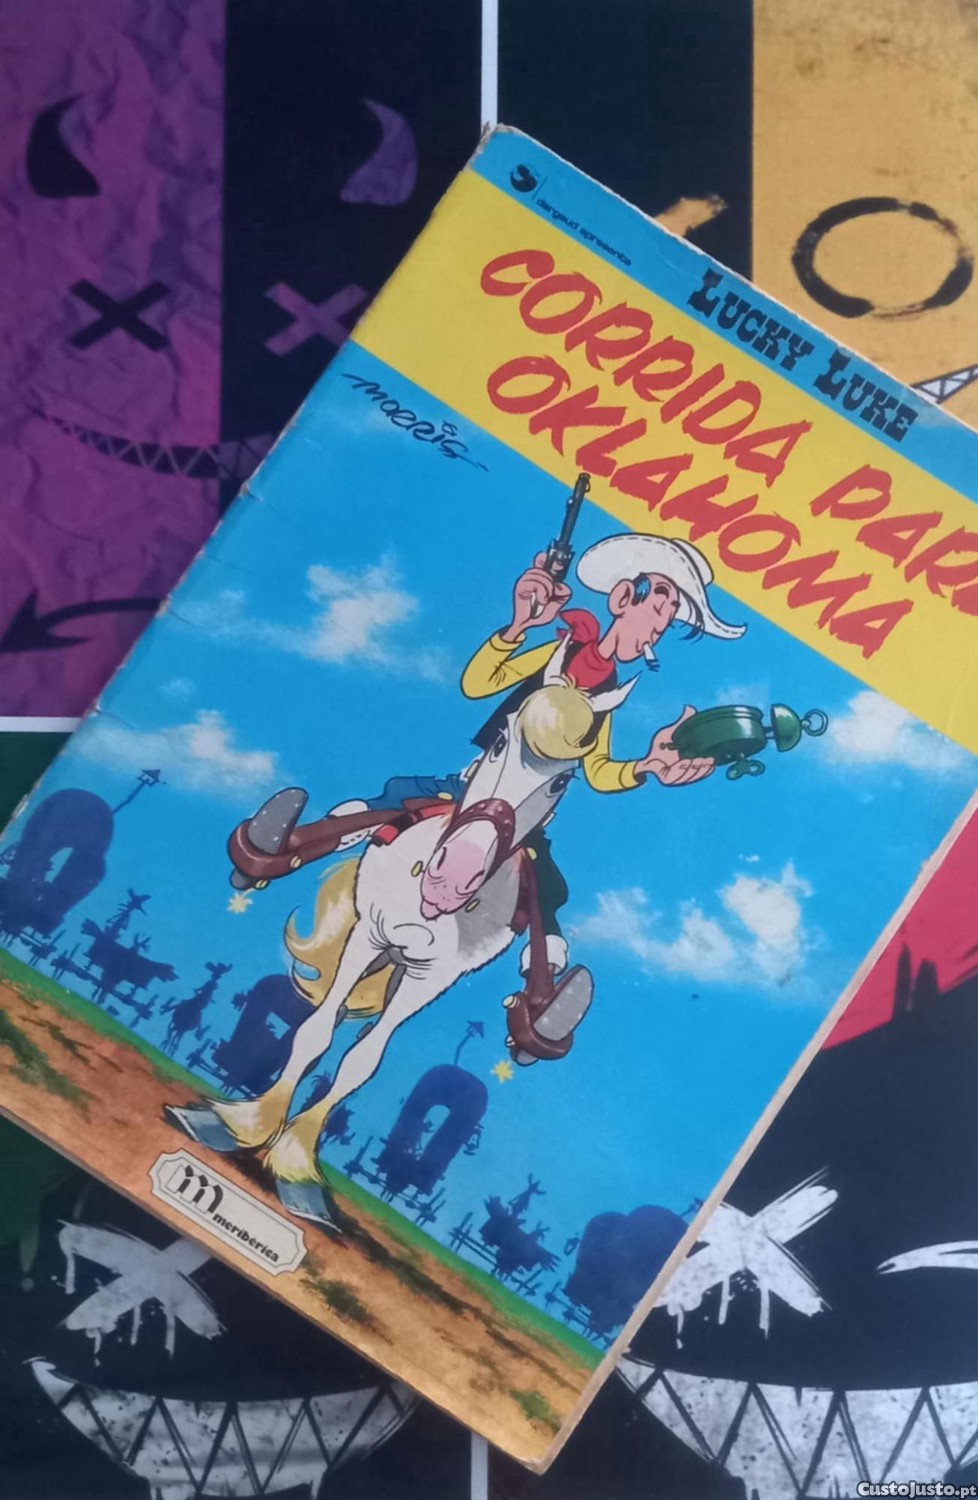 dargaud apresenta
LUCKY LUKE
CORRIDA PARA
OKLAHOMA
MORRIS
m meribérica
CustoJusto.pt